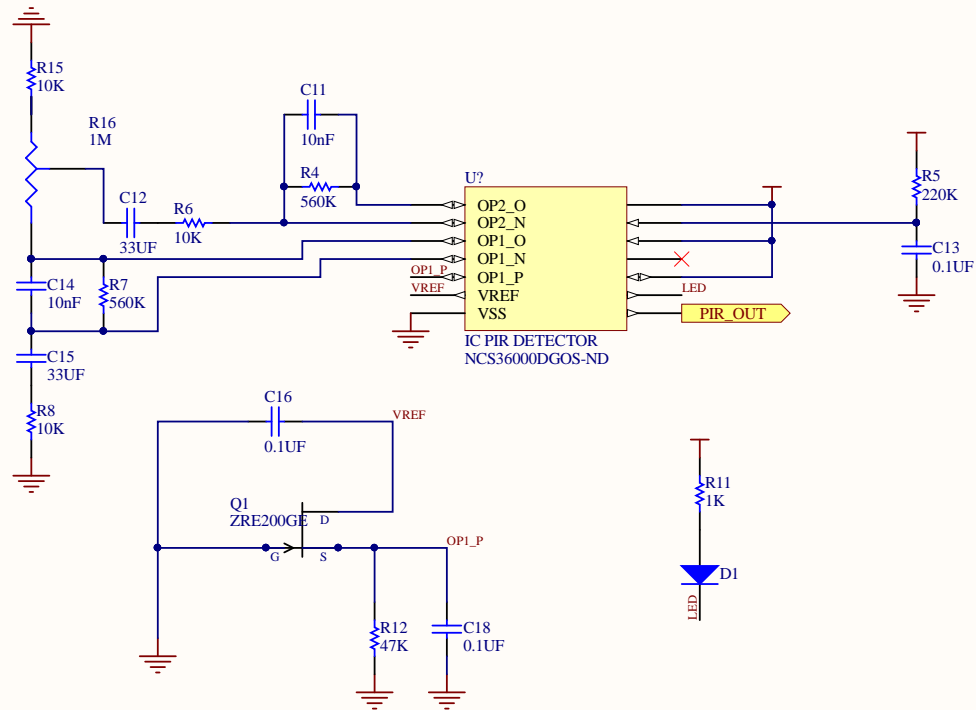 R15
10K
R16
1M
C11
10nF
R4
560K
C12
33UF
R6
10K
C14
10nF
R7
560K
C15
33UF
R8
10K
U?
OP2_O
OP2_N
OP1_O
OP1_N
OP1_P
VREF
VSS
OP1_P
VREF
LED
PIR_OUT
IC PIR DETECTOR
NCS36000DGOS-ND
R5
220K
C13
0.1UF
C16
0.1UF
VREF
Q1
ZRE200GE
D
G
S
OP1_P
R12
47K
C18
0.1UF
R11
1K
D1
LED